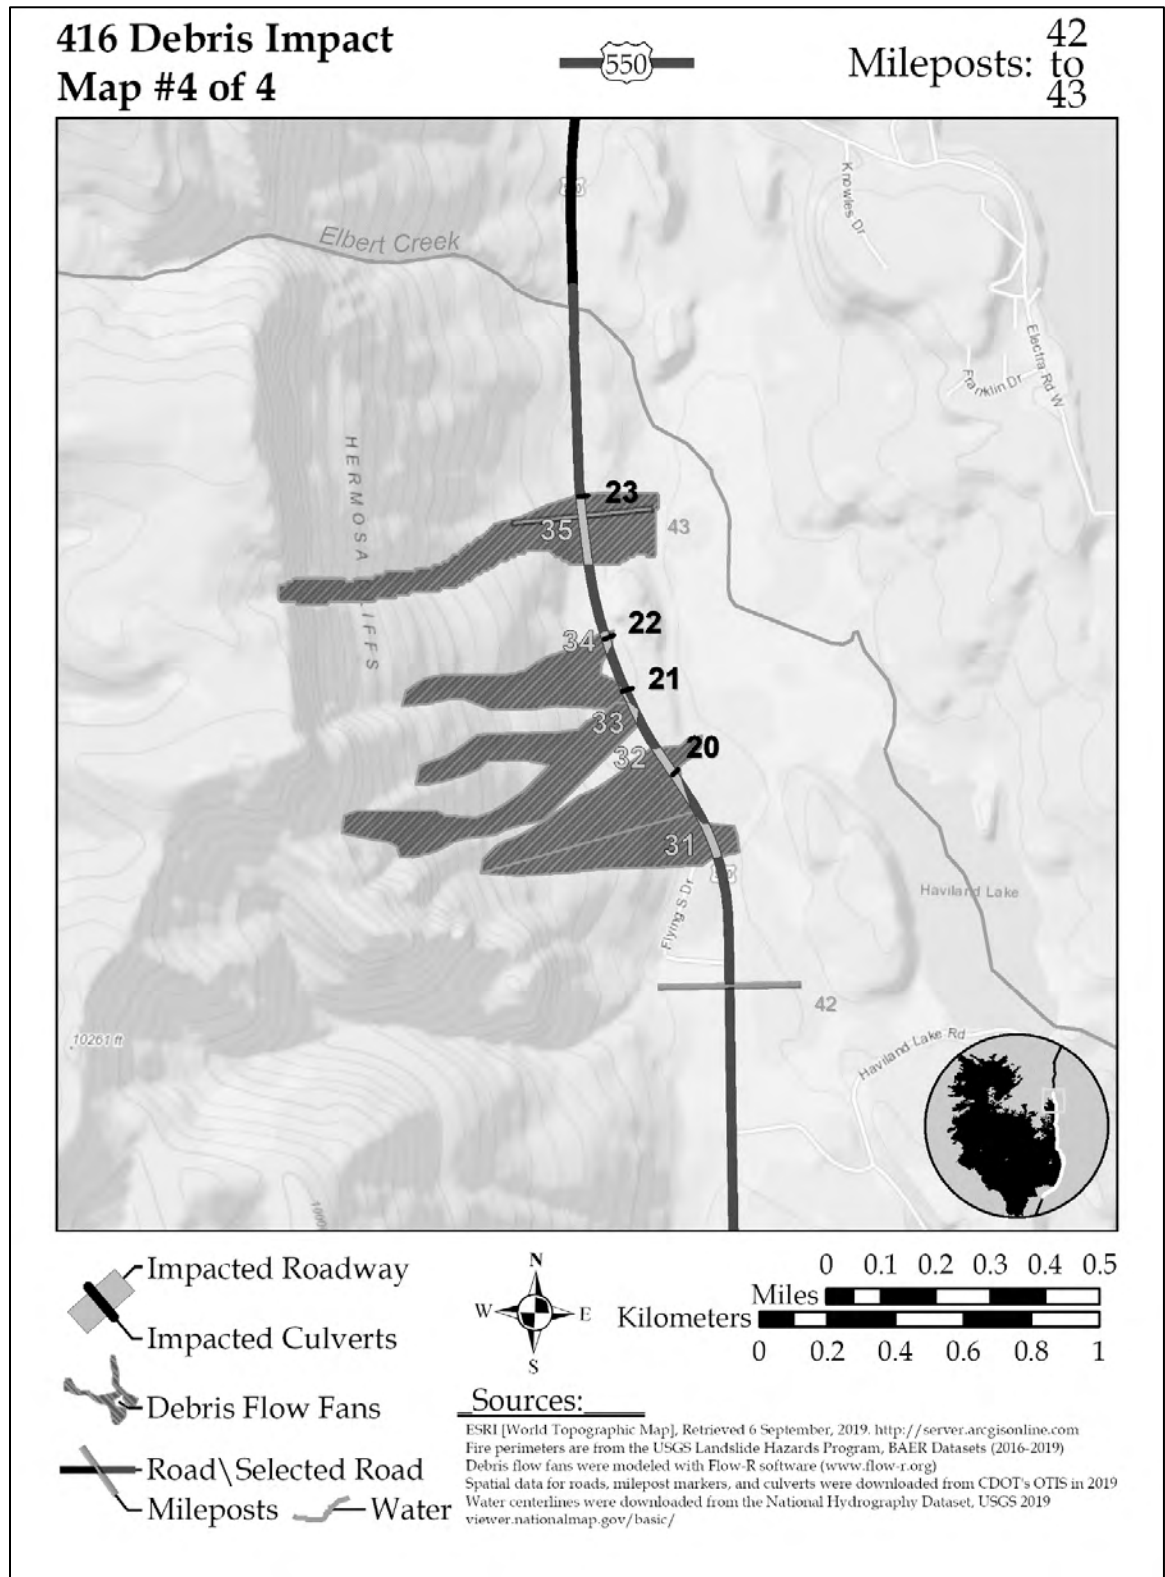 416 Debris Impact
Map #4 of 4
550
Mileposts: 42 to 43
Knowles Dr
Elbert Creek
Electra Rd W
Franklin Dr
HERMOSA
LIFFS
23
35
43
22
34
21
33
32
20
31
Flying S Dr
Haviland Lake
42
10261 ft
Haviland Lake Rd
Impacted Roadway
Impacted Culverts
Debris Flow Fans
Road\Selected Road
Mileposts
Water
N
W
E
S
0 0.1 0.2 0.3 0.4 0.5
Miles
Kilometers
0 0.2 0.4 0.6 0.8 1
Sources:
ESRI [World Topographic Map], Retrieved 6 September, 2019. http://server.arcgisonline.com
Fire perimeters are from the USGS Landslide Hazards Program, BAER Datasets (2016-2019)
Debris flow fans were modeled with Flow-R software (www.flow-r.org)
Spatial data for roads, milepost markers, and culverts were downloaded from CDOT's OTIS in 2019
Water centerlines were downloaded from the National Hydrography Dataset, USGS 2019
viewer.nationalmap.gov/basic/